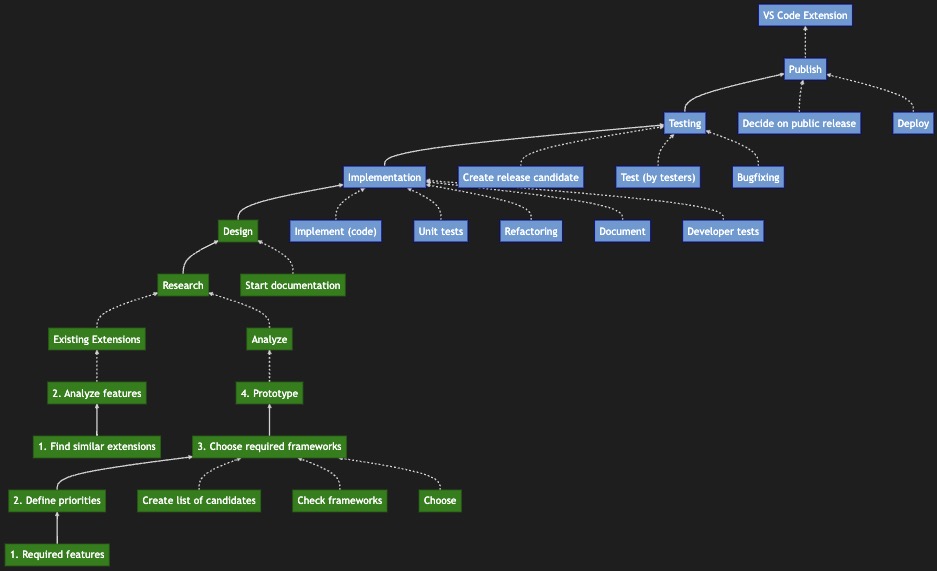 VS Code Extension
Publish
Testing
Decide on public release
Deploy
Implementation
Create release candidate
Test (by testers)
Bugfixing
Design
Implement (code)
Unit tests
Refactoring
Document
Developer tests
Research
Start documentation
Existing Extensions
Analyze
2. Analyze features
4. Prototype
1. Find similar extensions
3. Choose required frameworks
2. Define priorities
Create list of candidates
Check frameworks
Choose
1. Required features